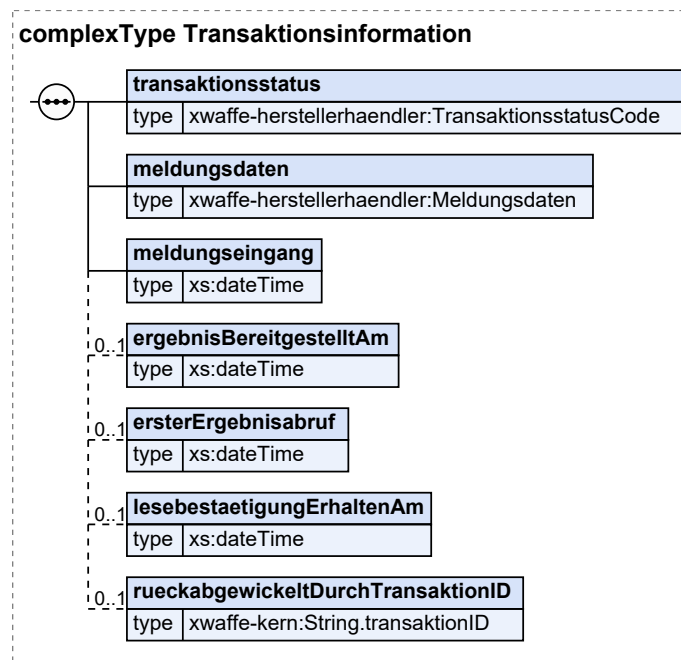 complexType Transaktionsinformation
transaktionsstatus
type xwaffe-herstellerhaendler:TransaktionsstatusCode
meldungsdaten
type xwaffe-herstellerhaendler:Meldungsdaten
meldungseingang
type xs:dateTime
0..1 ergebnisBereitgestelltAm
type xs:dateTime
0..1 ersterErgebnisabruf
type xs:dateTime
0..1 lesebestaetigungErhaltenAm
type xs:dateTime
0..1 rueckabgewickeltDurchTransaktionID
type xwaffe-kern:String.transaktionID